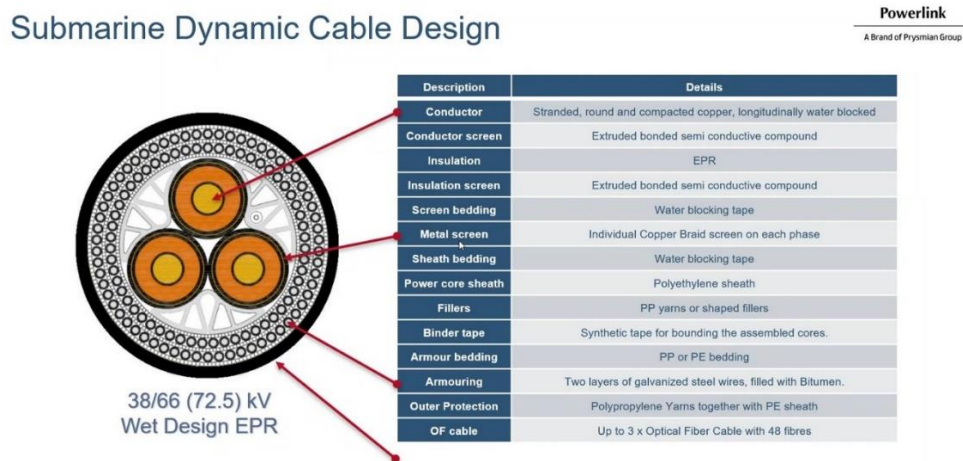 Submarine Dynamic Cable Design
Powerlink
A Brand of Prysmian Group
Description Details
Conductor Stranded, round and compacted copper, longitudinally water blocked
Conductor screen Extruded bonded semi conductive compound
Insulation EPR
Insulation screen Extruded bonded semi conductive compound
Screen bedding Water blocking tape
Metal screen Individual Copper Braid screen on each phase
Sheath bedding Water blocking tape
Power core sheath Polyethylene sheath
Fillers PP yarns or shaped fillers
Binder tape Synthetic tape for bounding the assembled cores.
Armour bedding PP or PE bedding
Armouring Two layers of galvanized steel wires, filled with Bitumen.
Outer Protection Polypropylene Yarns together with PE sheath
OF cable Up to 3 x Optical Fiber Cable with 48 fibres
38/66 (72.5) kV
Wet Design EPR